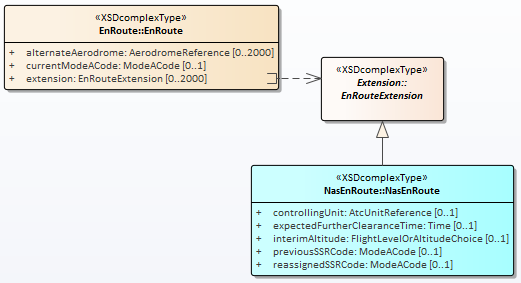 «XSDcomplexType»
EnRoute::EnRoute
+ alternateAerodrome: AerodromeReference [0..2000]
+ currentModeACode: ModeACode [0..1]
+ extension: EnRouteExtension [0..2000]
«XSDcomplexType»
Extension::
EnRouteExtension
«XSDcomplexType»
NasEnRoute::NasEnRoute
+ controllingUnit: AtcUnitReference [0..1]
+ expectedFurtherClearanceTime: Time [0..1]
+ interimAltitude: FlightLevelOrAltitudeChoice [0..1]
+ previousSSRCode: ModeACode [0..1]
+ reassignedSSRCode: ModeACode [0..1]